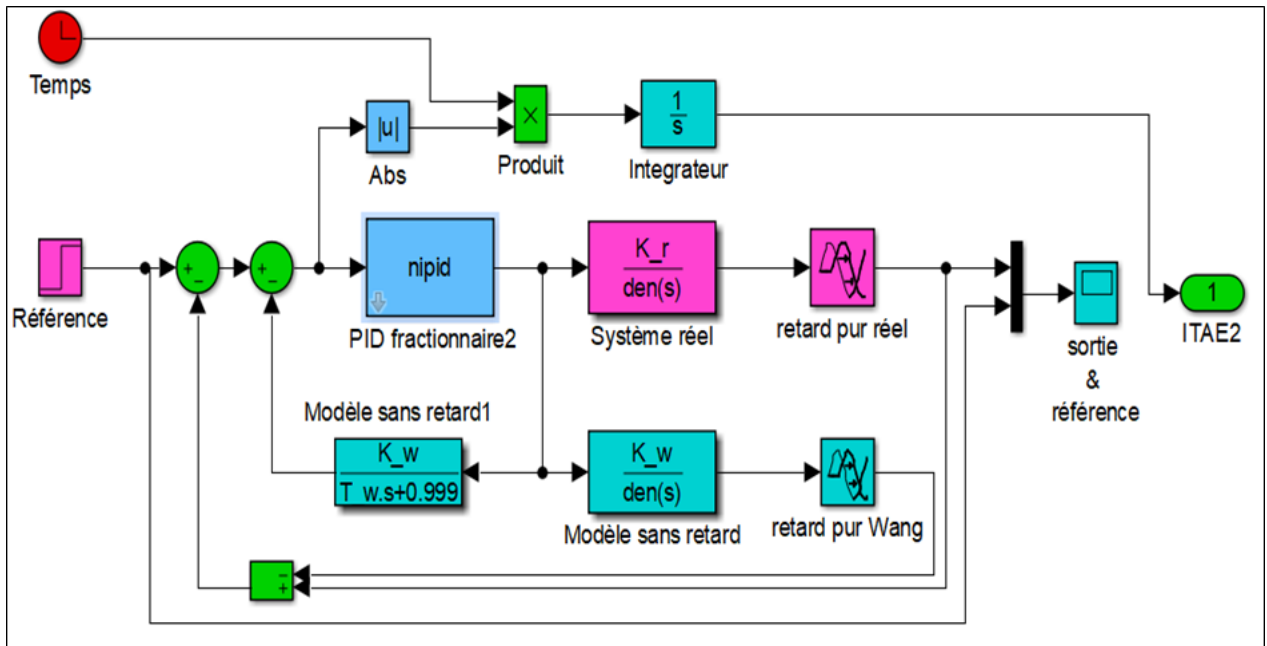 Temps
|u|
Abs
×
Produit
1
s
Integrateur
Référence
+
−
+
−
nipid
PID fractionnaire2
K_r
den(s)
Système réel
retard pur réel
sortie
&
référence
1
ITAE2
Modèle sans retard1
K_w
T_w.s+0.999
K_w
den(s)
Modèle sans retard
retard pur Wang
−
+